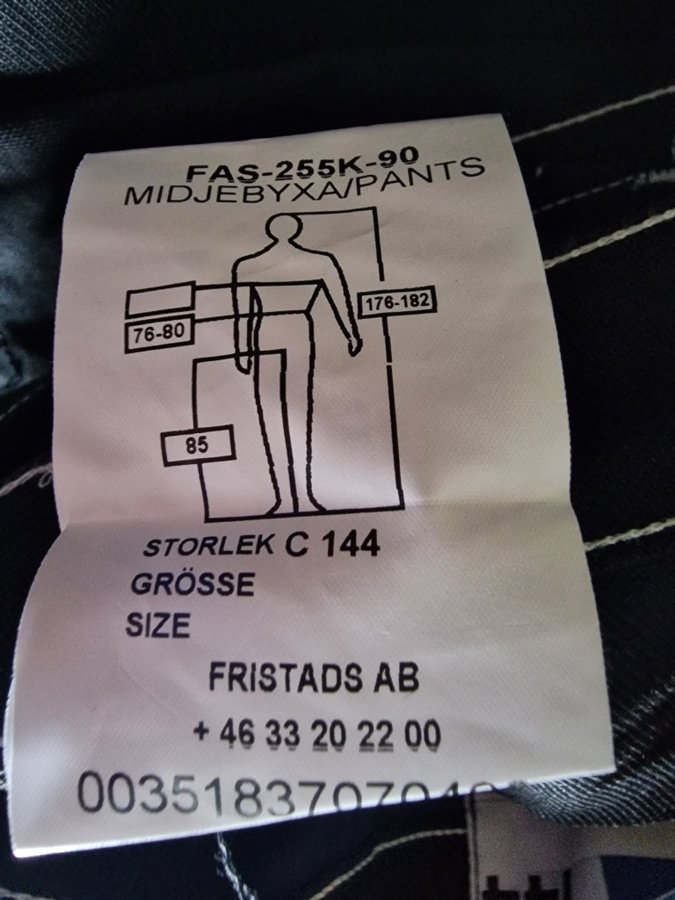 FAS-255K-90
MIDJEBYXA/PANTS
176-182
76-80
85
STORLEK C 144
GRÖSSE
SIZE
FRISTADS AB
+ 46 33 20 22 00